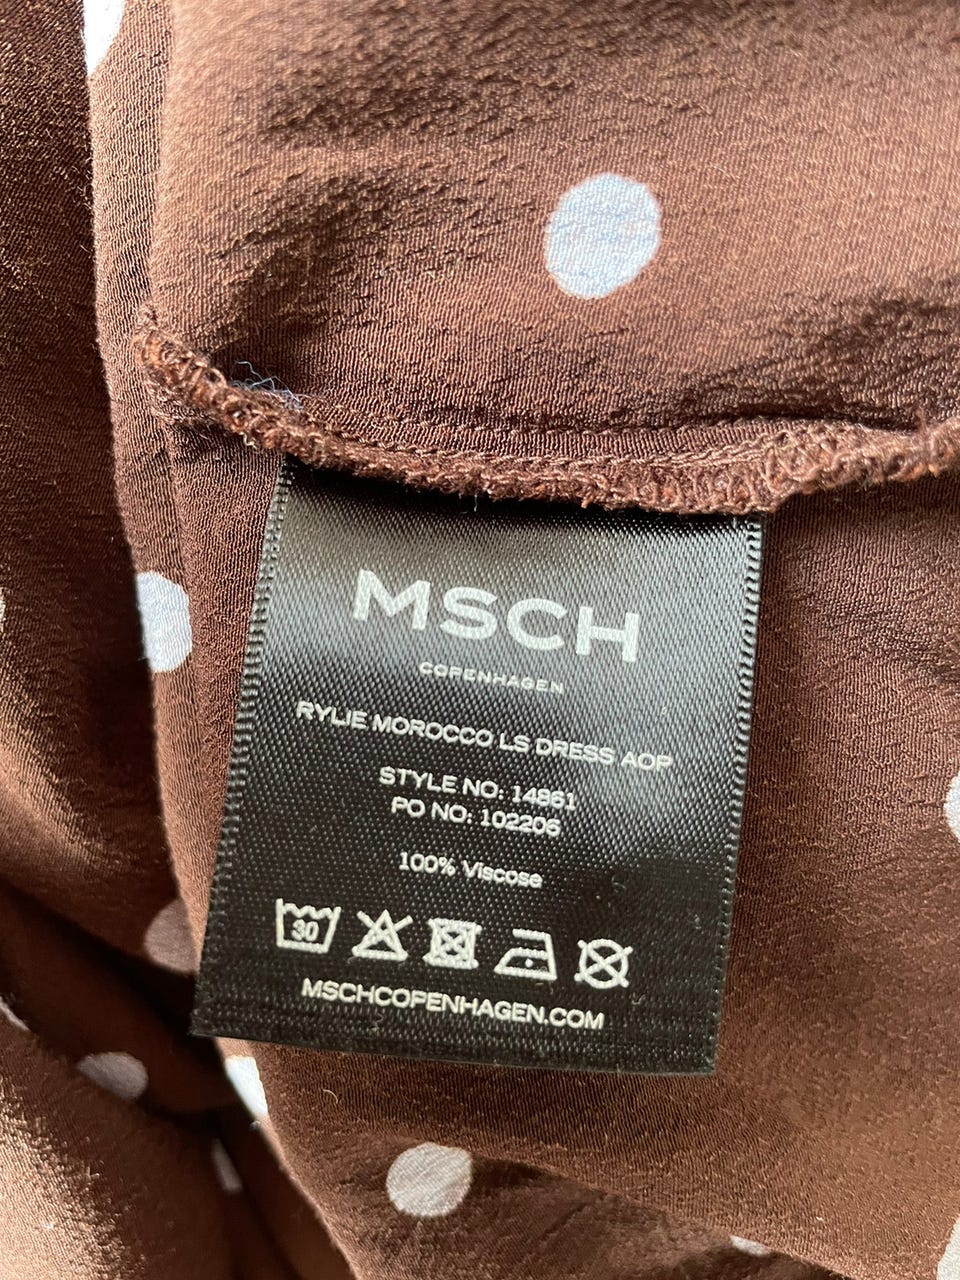 MSCH
COPENHAGEN
RYLIE MOROCCO LS DRESS AOP
STYLE NO: 14861
PO NO: 102206
100% Viscose
30
MSCHCOPENHAGEN.COM